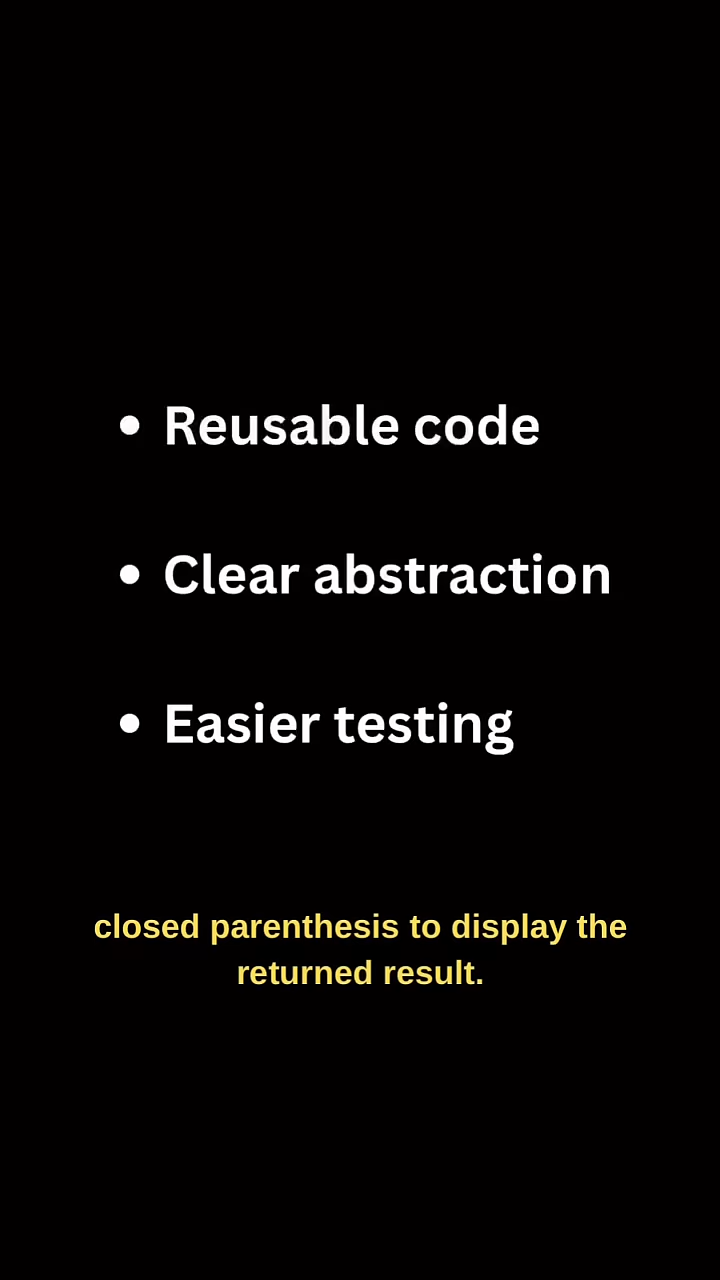 • Reusable code
• Clear abstraction
• Easier testing
closed parenthesis to display the
returned result.